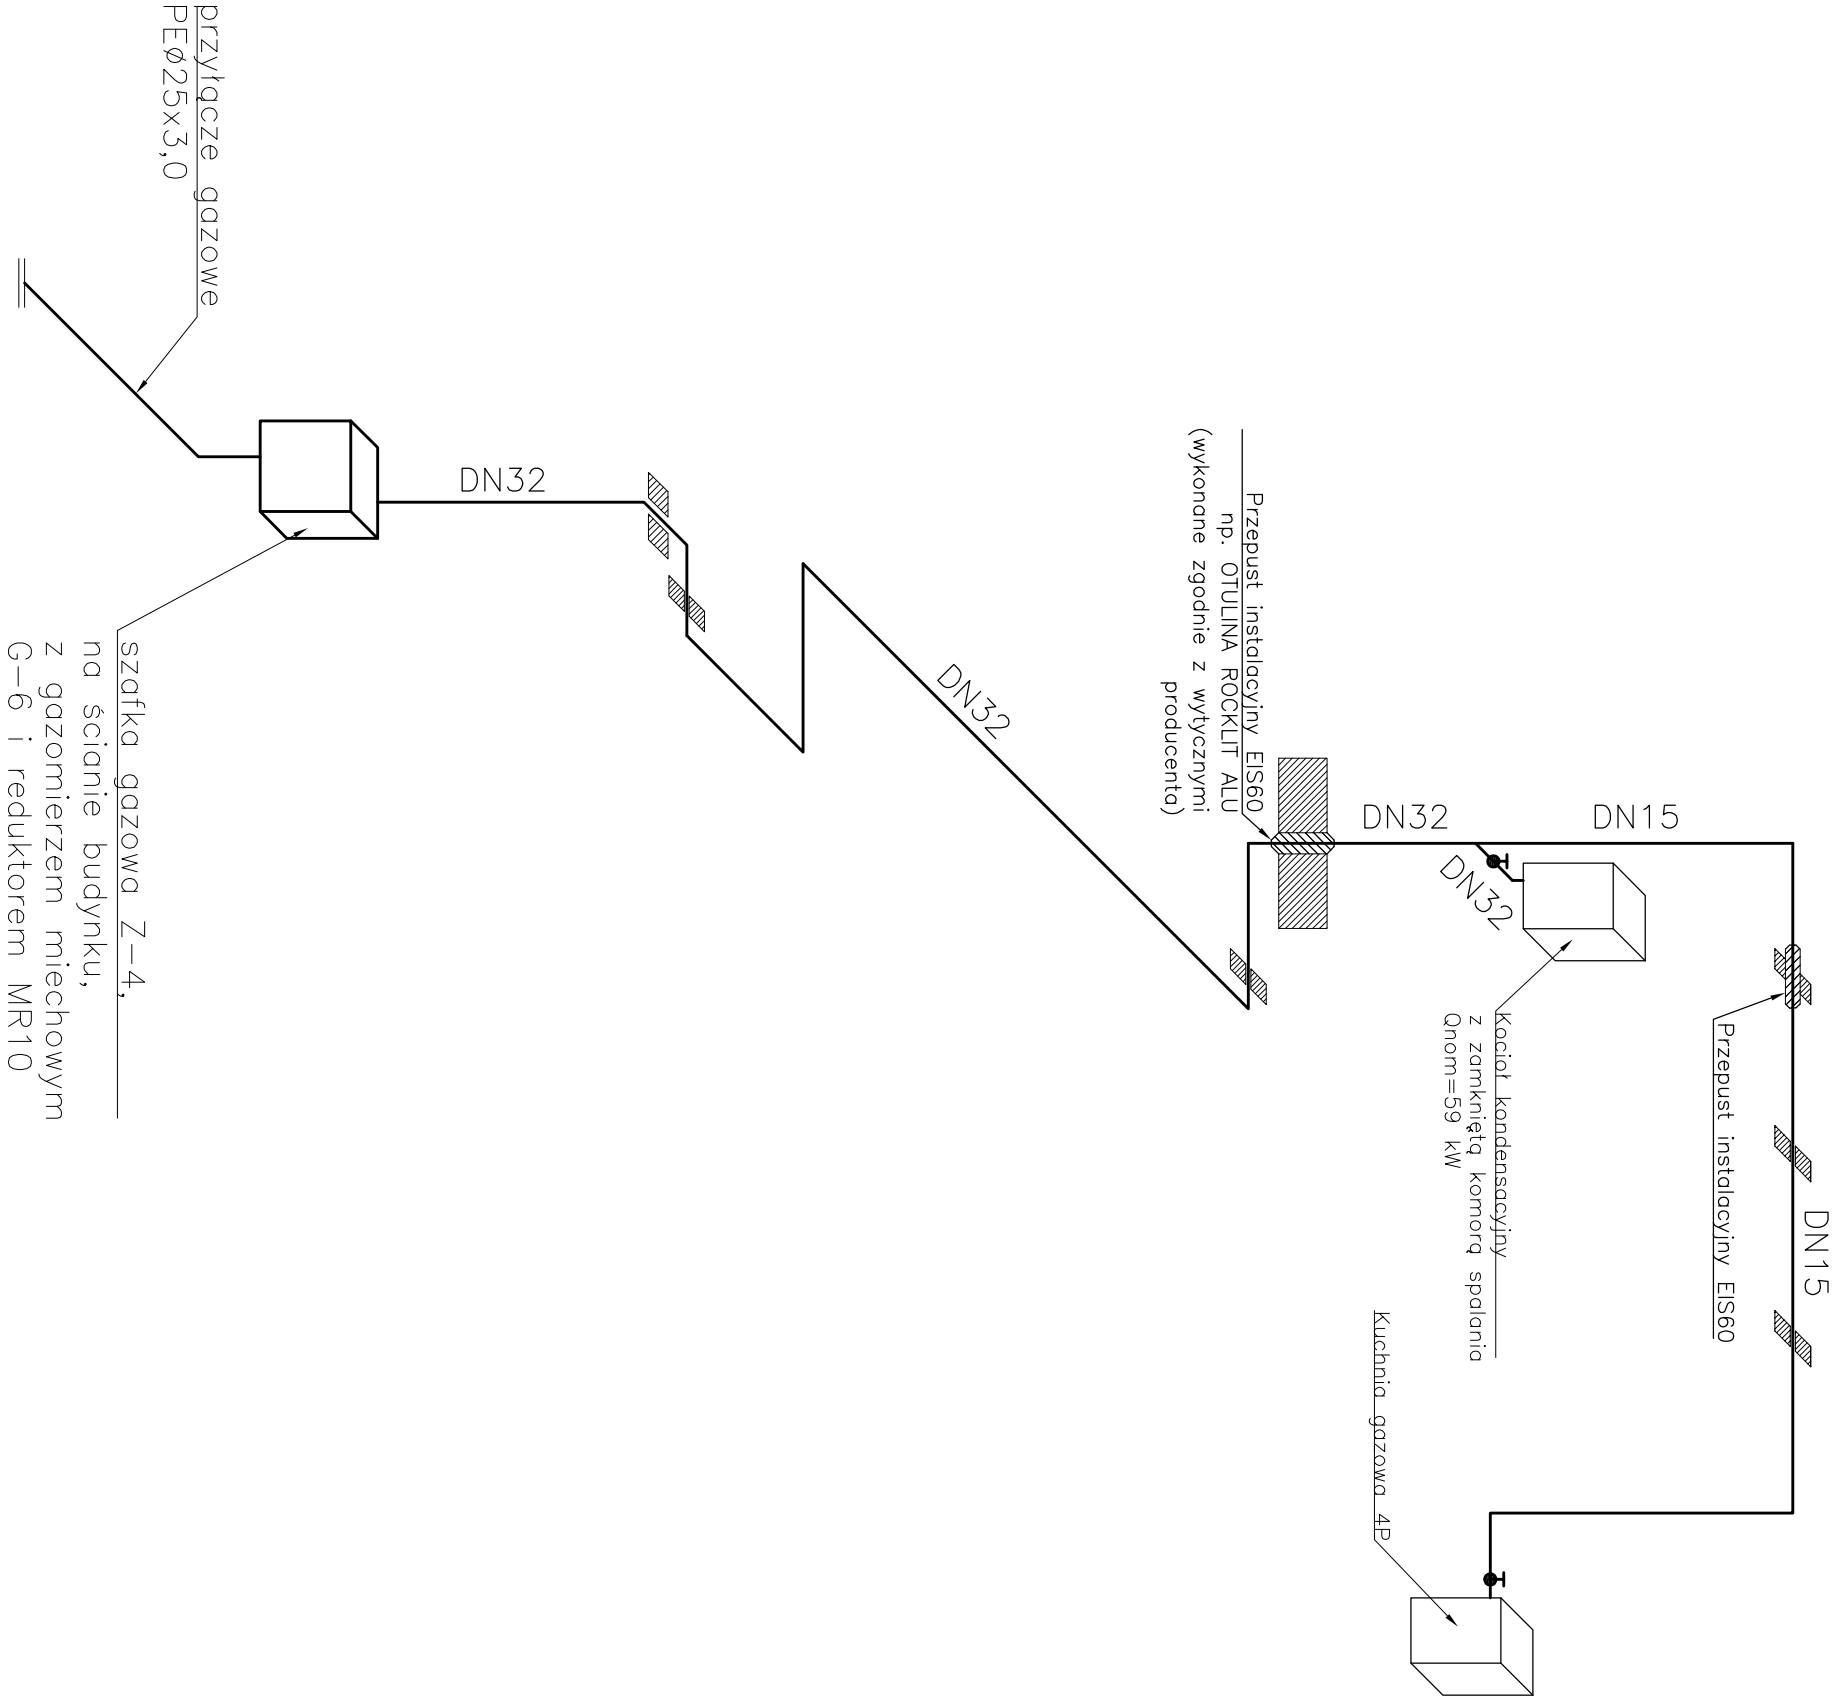 przyłącze gazowe
PEØ25x3,0
szafka gazowa Z-4,
na ścianie budynku,
z gazomierzem miechowym
G-6 i reduktorem MR10
DN32
DN32
Przepust instalacyjny EIS60
np. OTULINA ROCKLIT ALU
(wykonane zgodnie z wytycznymi
producenta)
DN32
DN15
DN32
Kocioł kondensacyjny
z zamkniętą komorą spalania
Qnom=59 kW
Przepust instalacyjny EIS60
DN15
Kuchnia gazowa 4P